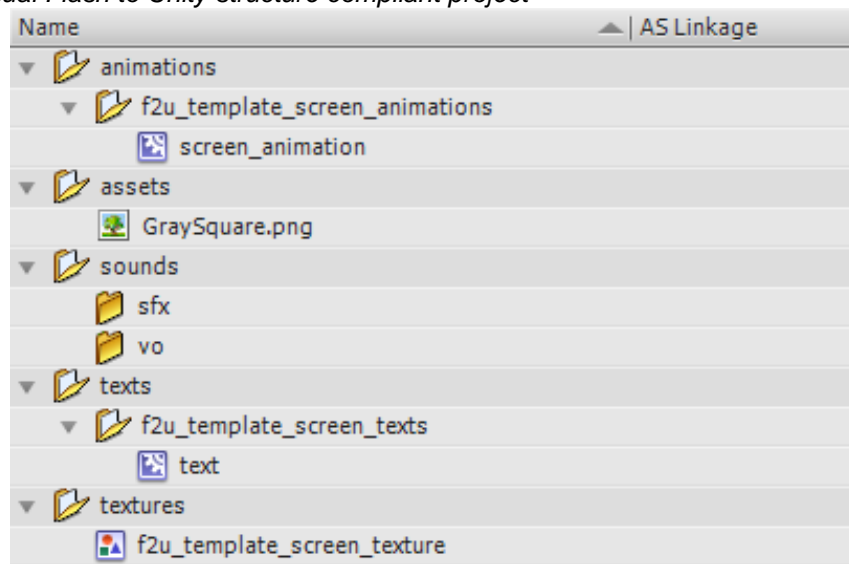 Flash to Unity structure compliant project
Name AS Linkage
animations
f2u_template_screen_animations
screen_animation
assets
GraySquare.png
sounds
sfx
vo
texts
f2u_template_screen_texts
text
textures
f2u_template_screen_texture